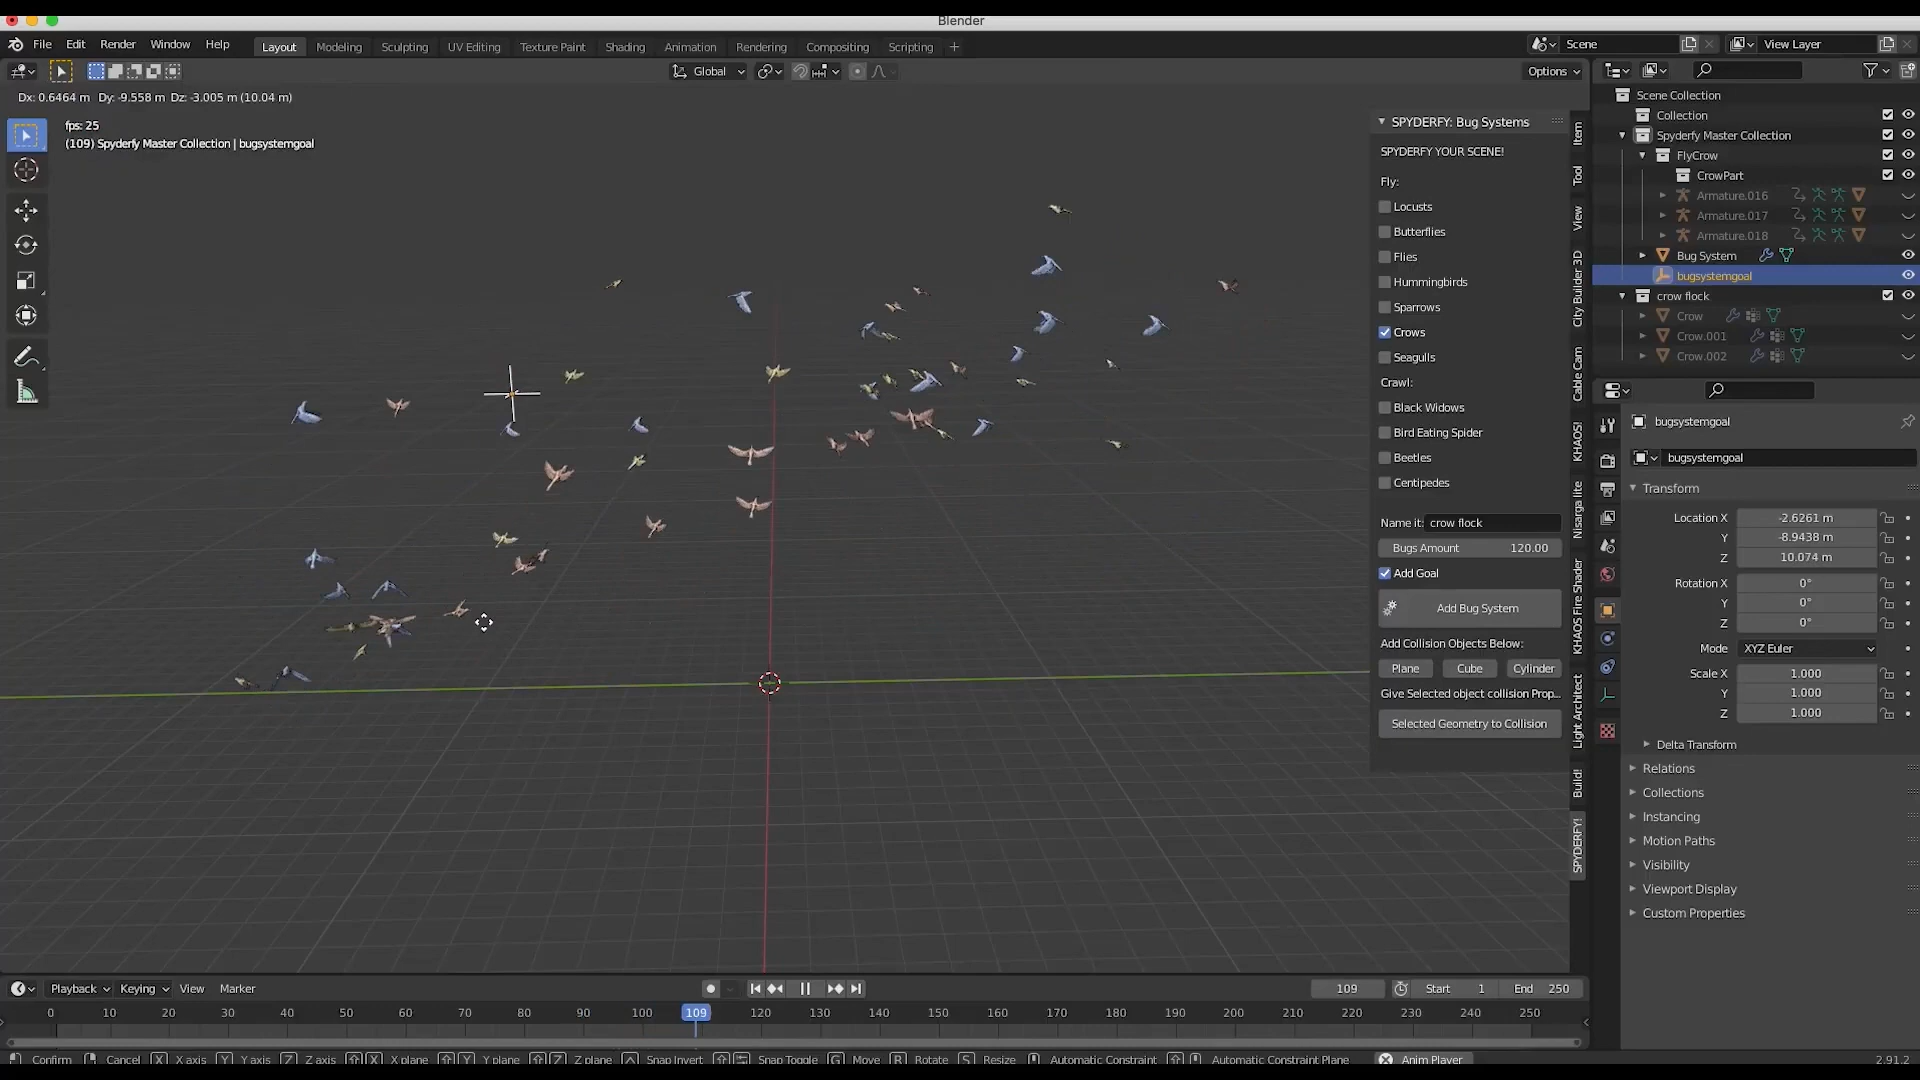 Blender
File Edit Render Window Help Layout Modeling Sculpting UV Editing Texture Paint Shading Animation Rendering Compositing Scripting + Scene View Layer
Global Options
Dx: 0.6464 m Dy: -9.558 m Dz: -3.005 m (10.04 m)
fps: 25
(109) Spyderfy Master Collection | bugsystemgoal
SPYDERFY: Bug Systems
SPYDERFY YOUR SCENE!
Fly:
Locusts
Butterflies
Flies
Hummingbirds
Sparrows
Crows
Seagulls
Crawl:
Black Widows
Bird Eating Spider
Beetles
Centipedes
Name it: crow flock
Bugs Amount 120.00
Add Goal
Add Bug System
Add Collision Objects Below:
Plane Cube Cylinder
Give Selected object collision Prop...
Selected Geometry to Collision
Item
Tool
View
City Builder 3D
Cable Cam
KHAOS!
Nisarga lite
KHAOS Fire Shader
Light Architect
Build!
SPYDERFY!
Scene Collection
Collection
Spyderfy Master Collection
FlyCrow
CrowPart
Armature.016
Armature.017
Armature.018
Bug System
bugsystemgoal
crow flock
Crow
Crow.001
Crow.002
bugsystemgoal
bugsystemgoal
Transform
Location X -2.6261 m
Y -8.9438 m
Z 10.074 m
Rotation X 0°
Y 0°
Z 0°
Mode XYZ Euler
Scale X 1.000
Y 1.000
Z 1.000
Delta Transform
Relations
Collections
Instancing
Motion Paths
Visibility
Viewport Display
Custom Properties
Playback Keying View Marker 109 Start 1 End 250
0 10 20 30 40 50 60 70 80 90 100 109 120 130 140 150 160 170 180 190 200 210 220 230 240 250
Confirm Cancel X X axis Y Y axis Z Z axis X X plane Y Y plane Z Z plane Snap Invert Snap Toggle G Move R Rotate S Resize Automatic Constraint Automatic Constraint Plane Anim Player 2.91.2